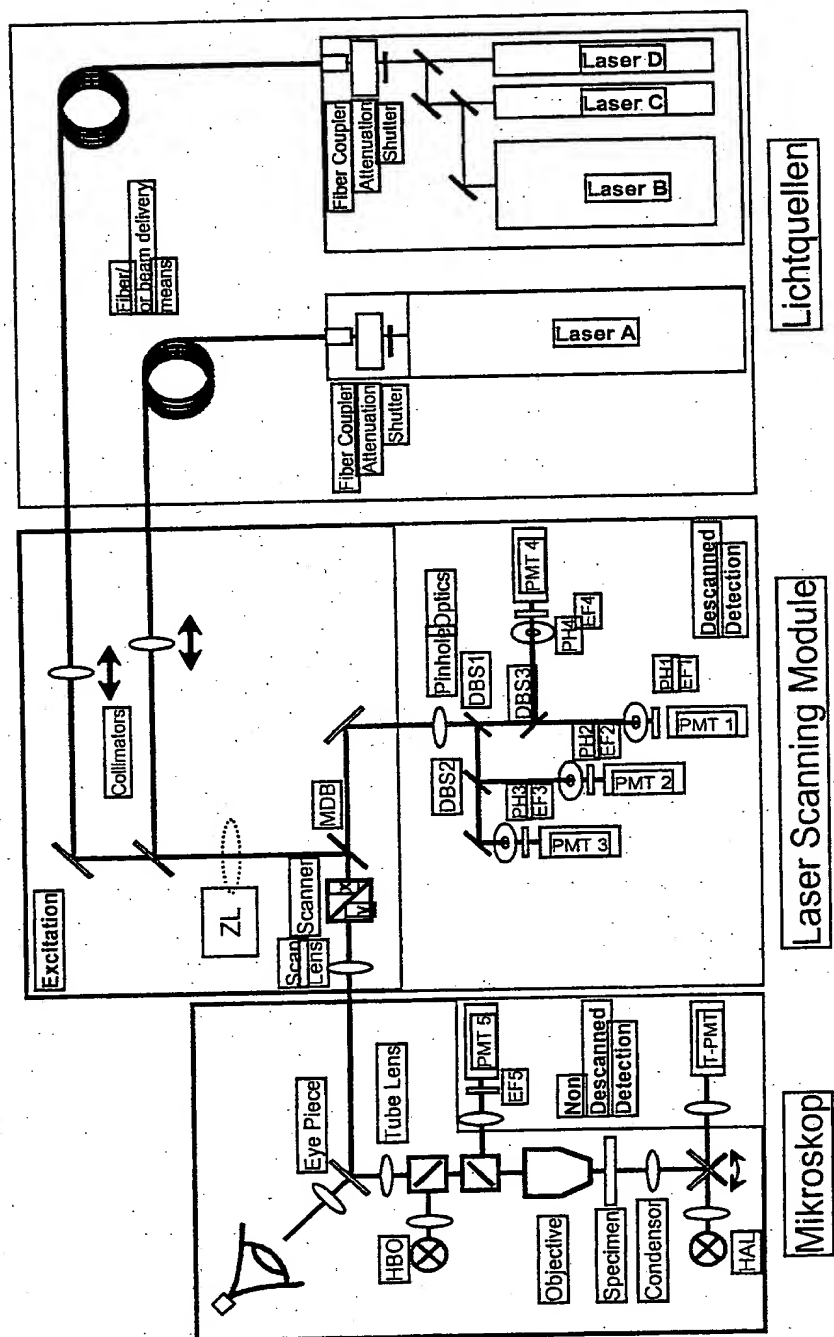 Lichtquellen
Fiber/
or beam delivery
means
Fiber Coupler
Attenuation
Shutter
Laser D
Laser C
Laser B
Fiber Coupler
Attenuation
Shutter
Laser A
Laser Scanning Module
Excitation
Collimators
ZL
MDB
Scanner
x
y
Scan
Lens
Pinhole Optics
DBS1
DBS2
DBS3
PMT 4
PH4
EF4
PH1
EF1
PMT 1
PH2
EF2
PMT 2
PH3
EF3
PMT 3
Descanned
Detection
Mikroskop
Eye Piece
Tube Lens
HBO
PMT 5
EF5
Non
Descanned
Detection
Objective
Specimen
Condensor
HAL
T-PMT